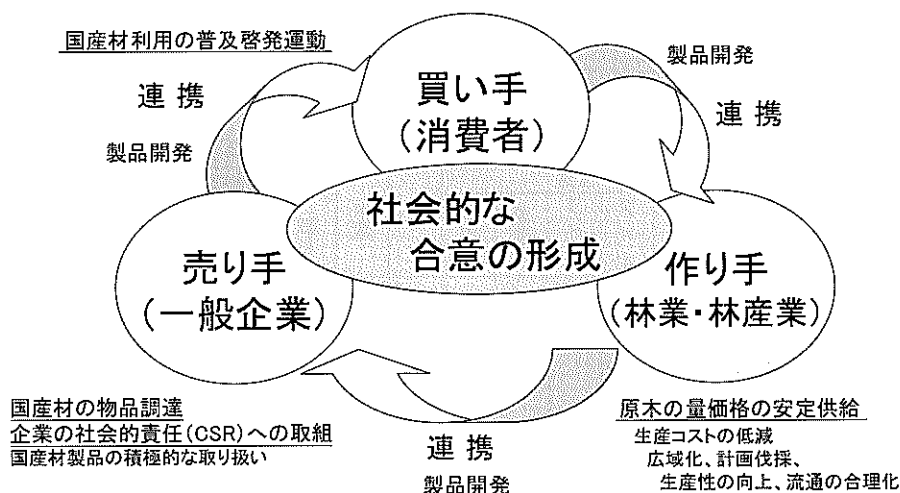 国産材利用の普及啓発運動
連携
製品開発
買い手
(消費者)
製品開発
連携
社会的な
合意の形成
売り手
(一般企業)
作り手
(林業・林産業)
国産材の物品調達
企業の社会的責任(CSR)への取組
国産材製品の積極的な取り扱い
連携
製品開発
原木の量価格の安定供給
生産コストの低減
広域化、計画伐採、
生産性の向上、流通の合理化